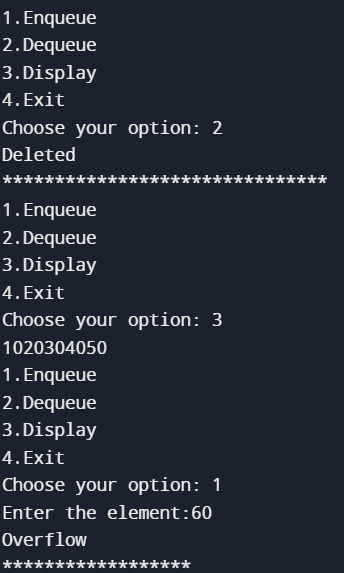 1.Enqueue
2.Dequeue
3.Display
4.Exit
Choose your option: 2
Deleted
*******************************
1.Enqueue
2.Dequeue
3.Display
4.Exit
Choose your option: 3
1020304050
1.Enqueue
2.Dequeue
3.Display
4.Exit
Choose your option: 1
Enter the element:60
Overflow
******************